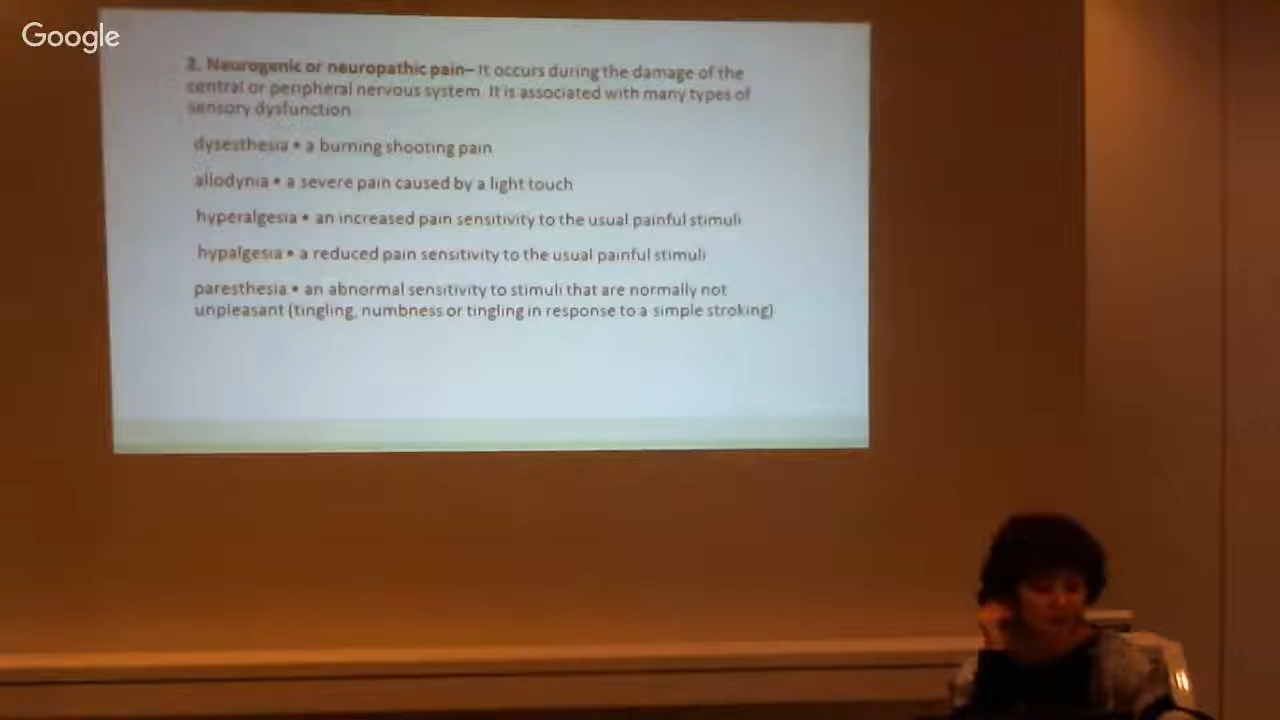 Google
2. Neurogenic or neuropathic pain– It occurs during the damage of the
central or peripheral nervous system. It is associated with many types of
sensory dysfunction
dysesthesia • a burning shooting pain
allodynia • a severe pain caused by a light touch
hyperalgesia • an increased pain sensitivity to the usual painful stimuli
hypalgesia • a reduced pain sensitivity to the usual painful stimuli
paresthesia • an abnormal sensitivity to stimuli that are normally not
unpleasant (tingling, numbness or tingling in response to a simple stroking)